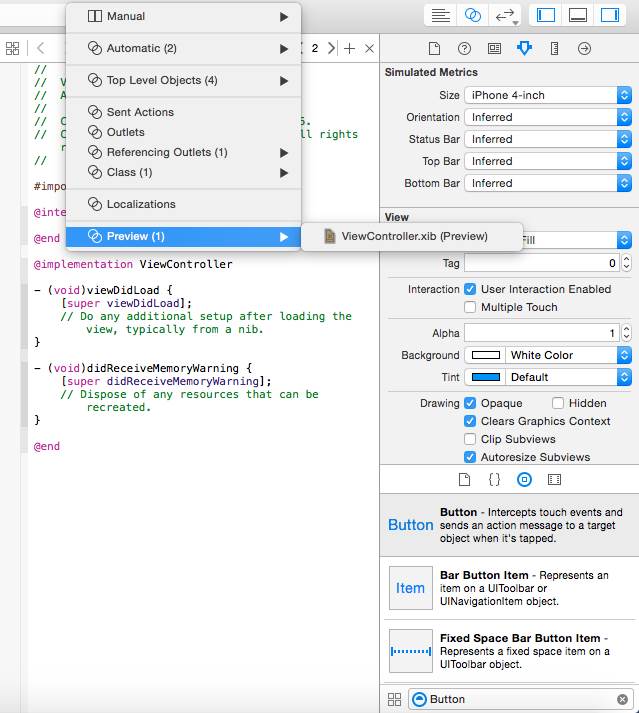 Manual
Automatic (2)
Top Level Objects (4)
Sent Actions
Outlets
Referencing Outlets (1)
Class (1)
Localizations
Preview (1)
ViewController.xib (Preview)
2
//
// V
// A
//
// C
// C
r
//
6.
ll rights
#impo
@inte
@end
@implementation ViewController
- (void)viewDidLoad {
[super viewDidLoad];
// Do any additional setup after loading the
view, typically from a nib.
}
- (void)didReceiveMemoryWarning {
[super didReceiveMemoryWarning];
// Dispose of any resources that can be
recreated.
}
@end
Simulated Metrics
Size iPhone 4-inch
Orientation Inferred
Status Bar Inferred
Top Bar Inferred
Bottom Bar Inferred
View
Fill
Tag 0
Interaction User Interaction Enabled
Multiple Touch
Alpha 1
Background White Color
Tint Default
Drawing Opaque Hidden
Clears Graphics Context
Clip Subviews
Autoresize Subviews
{}
Button
Button - Intercepts touch events and
sends an action message to a target
object when it's tapped.
Item
Bar Button Item - Represents an
item on a UIToolbar or
UINavigationItem object.
Fixed Space Bar Button Item -
Represents a fixed space item on a
UIToolbar object.
Button